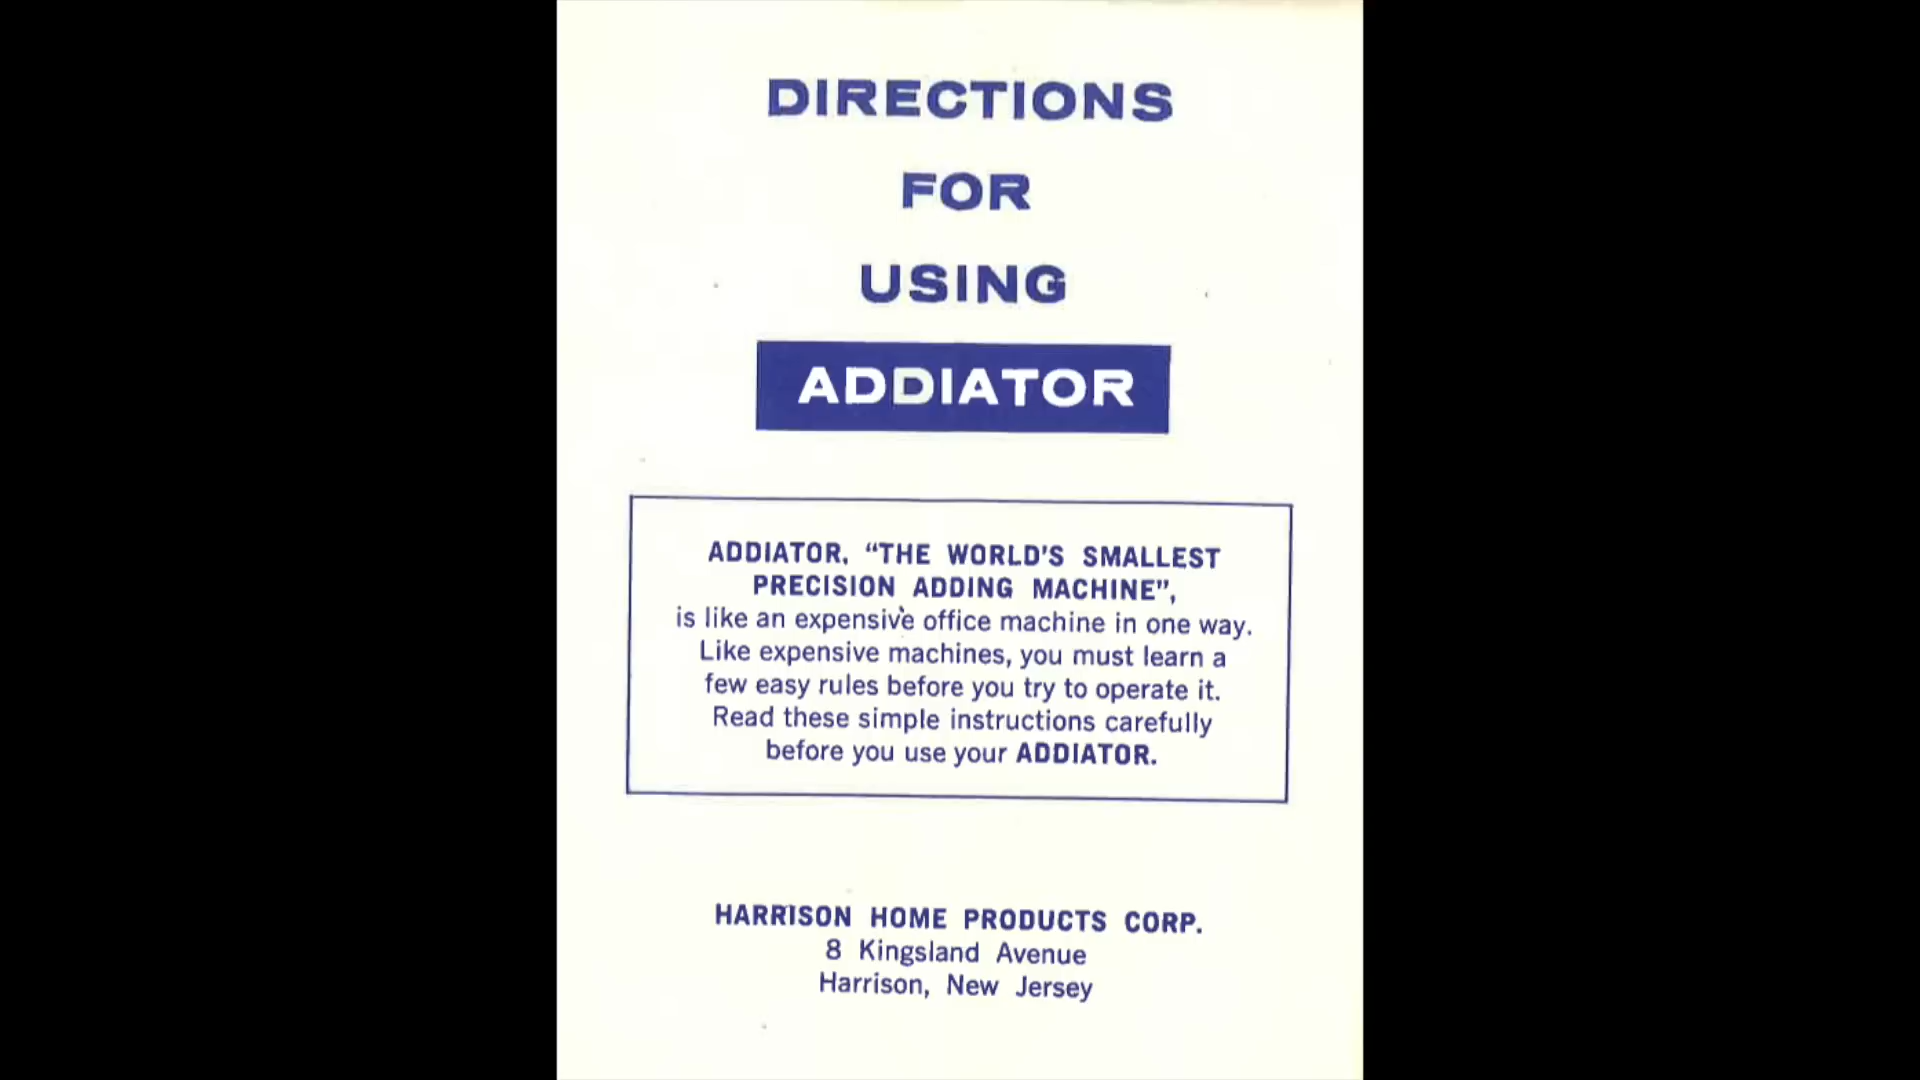 DIRECTIONS
FOR
USING
ADDIATOR
ADDIATOR, “THE WORLD'S SMALLEST
PRECISION ADDING MACHINE”,
is like an expensive office machine in one way.
Like expensive machines, you must learn a
few easy rules before you try to operate it.
Read these simple instructions carefully
before you use your ADDIATOR.
HARRISON HOME PRODUCTS CORP.
8 Kingsland Avenue
Harrison, New Jersey